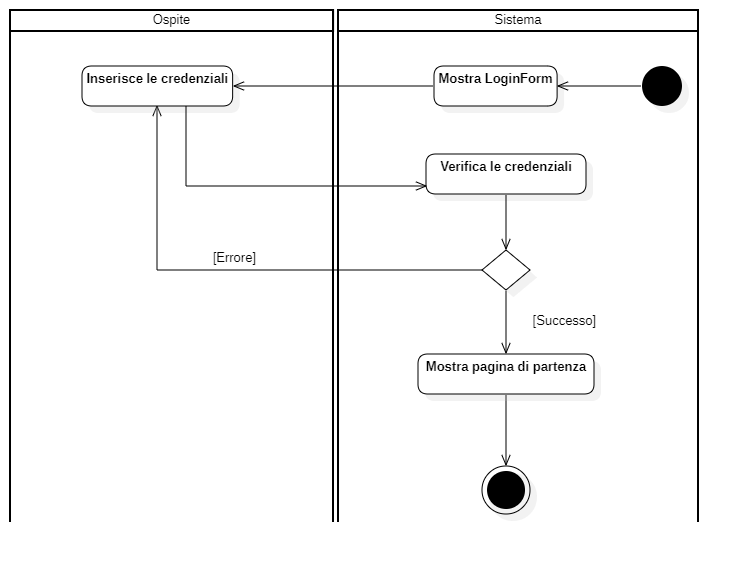 Ospite
Sistema
Inserisce le credenziali
Mostra LoginForm
Verifica le credenziali
[Errore]
[Successo]
Mostra pagina di partenza